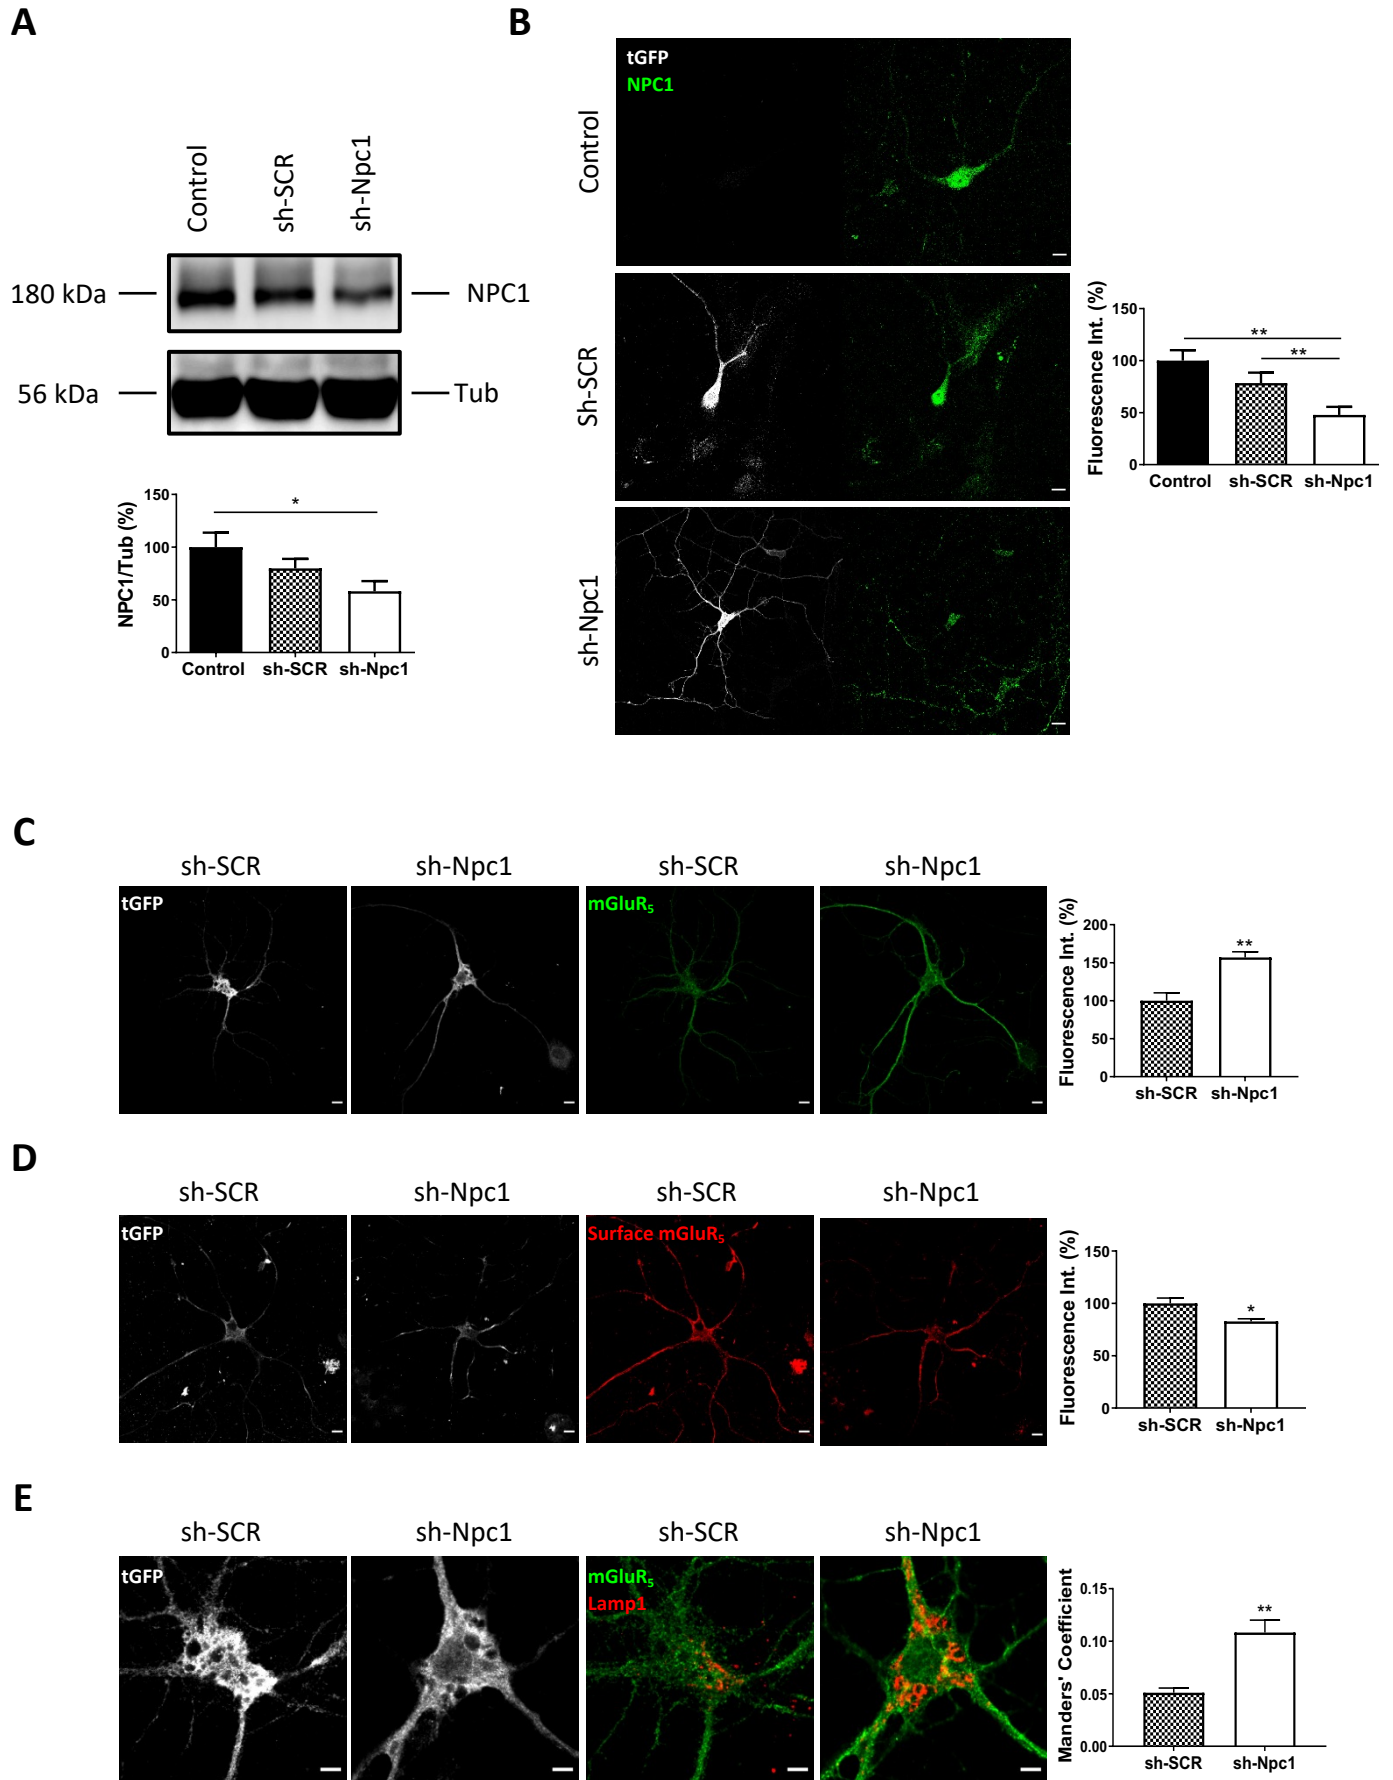 A
B
Control
sh-SCR
sh-Npc1
180 kDa
NPC1
56 kDa
Tub
NPC1/Tub (%)
150
100
50
0
*
Control
sh-SCR
sh-Npc1
Control
tGFP
NPC1
Sh-SCR
sh-Npc1
Fluorescence Int. (%)
150
100
50
0
**
**
Control
sh-SCR
sh-Npc1
C
sh-SCR
sh-Npc1
sh-SCR
sh-Npc1
tGFP
mGluR₅
Fluorescence Int. (%)
200
150
100
50
0
**
sh-SCR
sh-Npc1
D
sh-SCR
sh-Npc1
sh-SCR
sh-Npc1
tGFP
Surface mGluR₅
Fluorescence Int. (%)
150
100
50
0
*
sh-SCR
sh-Npc1
E
sh-SCR
sh-Npc1
sh-SCR
sh-Npc1
tGFP
mGluR₅
Lamp1
Manders' Coefficient
0.15
0.10
0.05
0.00
**
sh-SCR
sh-Npc1